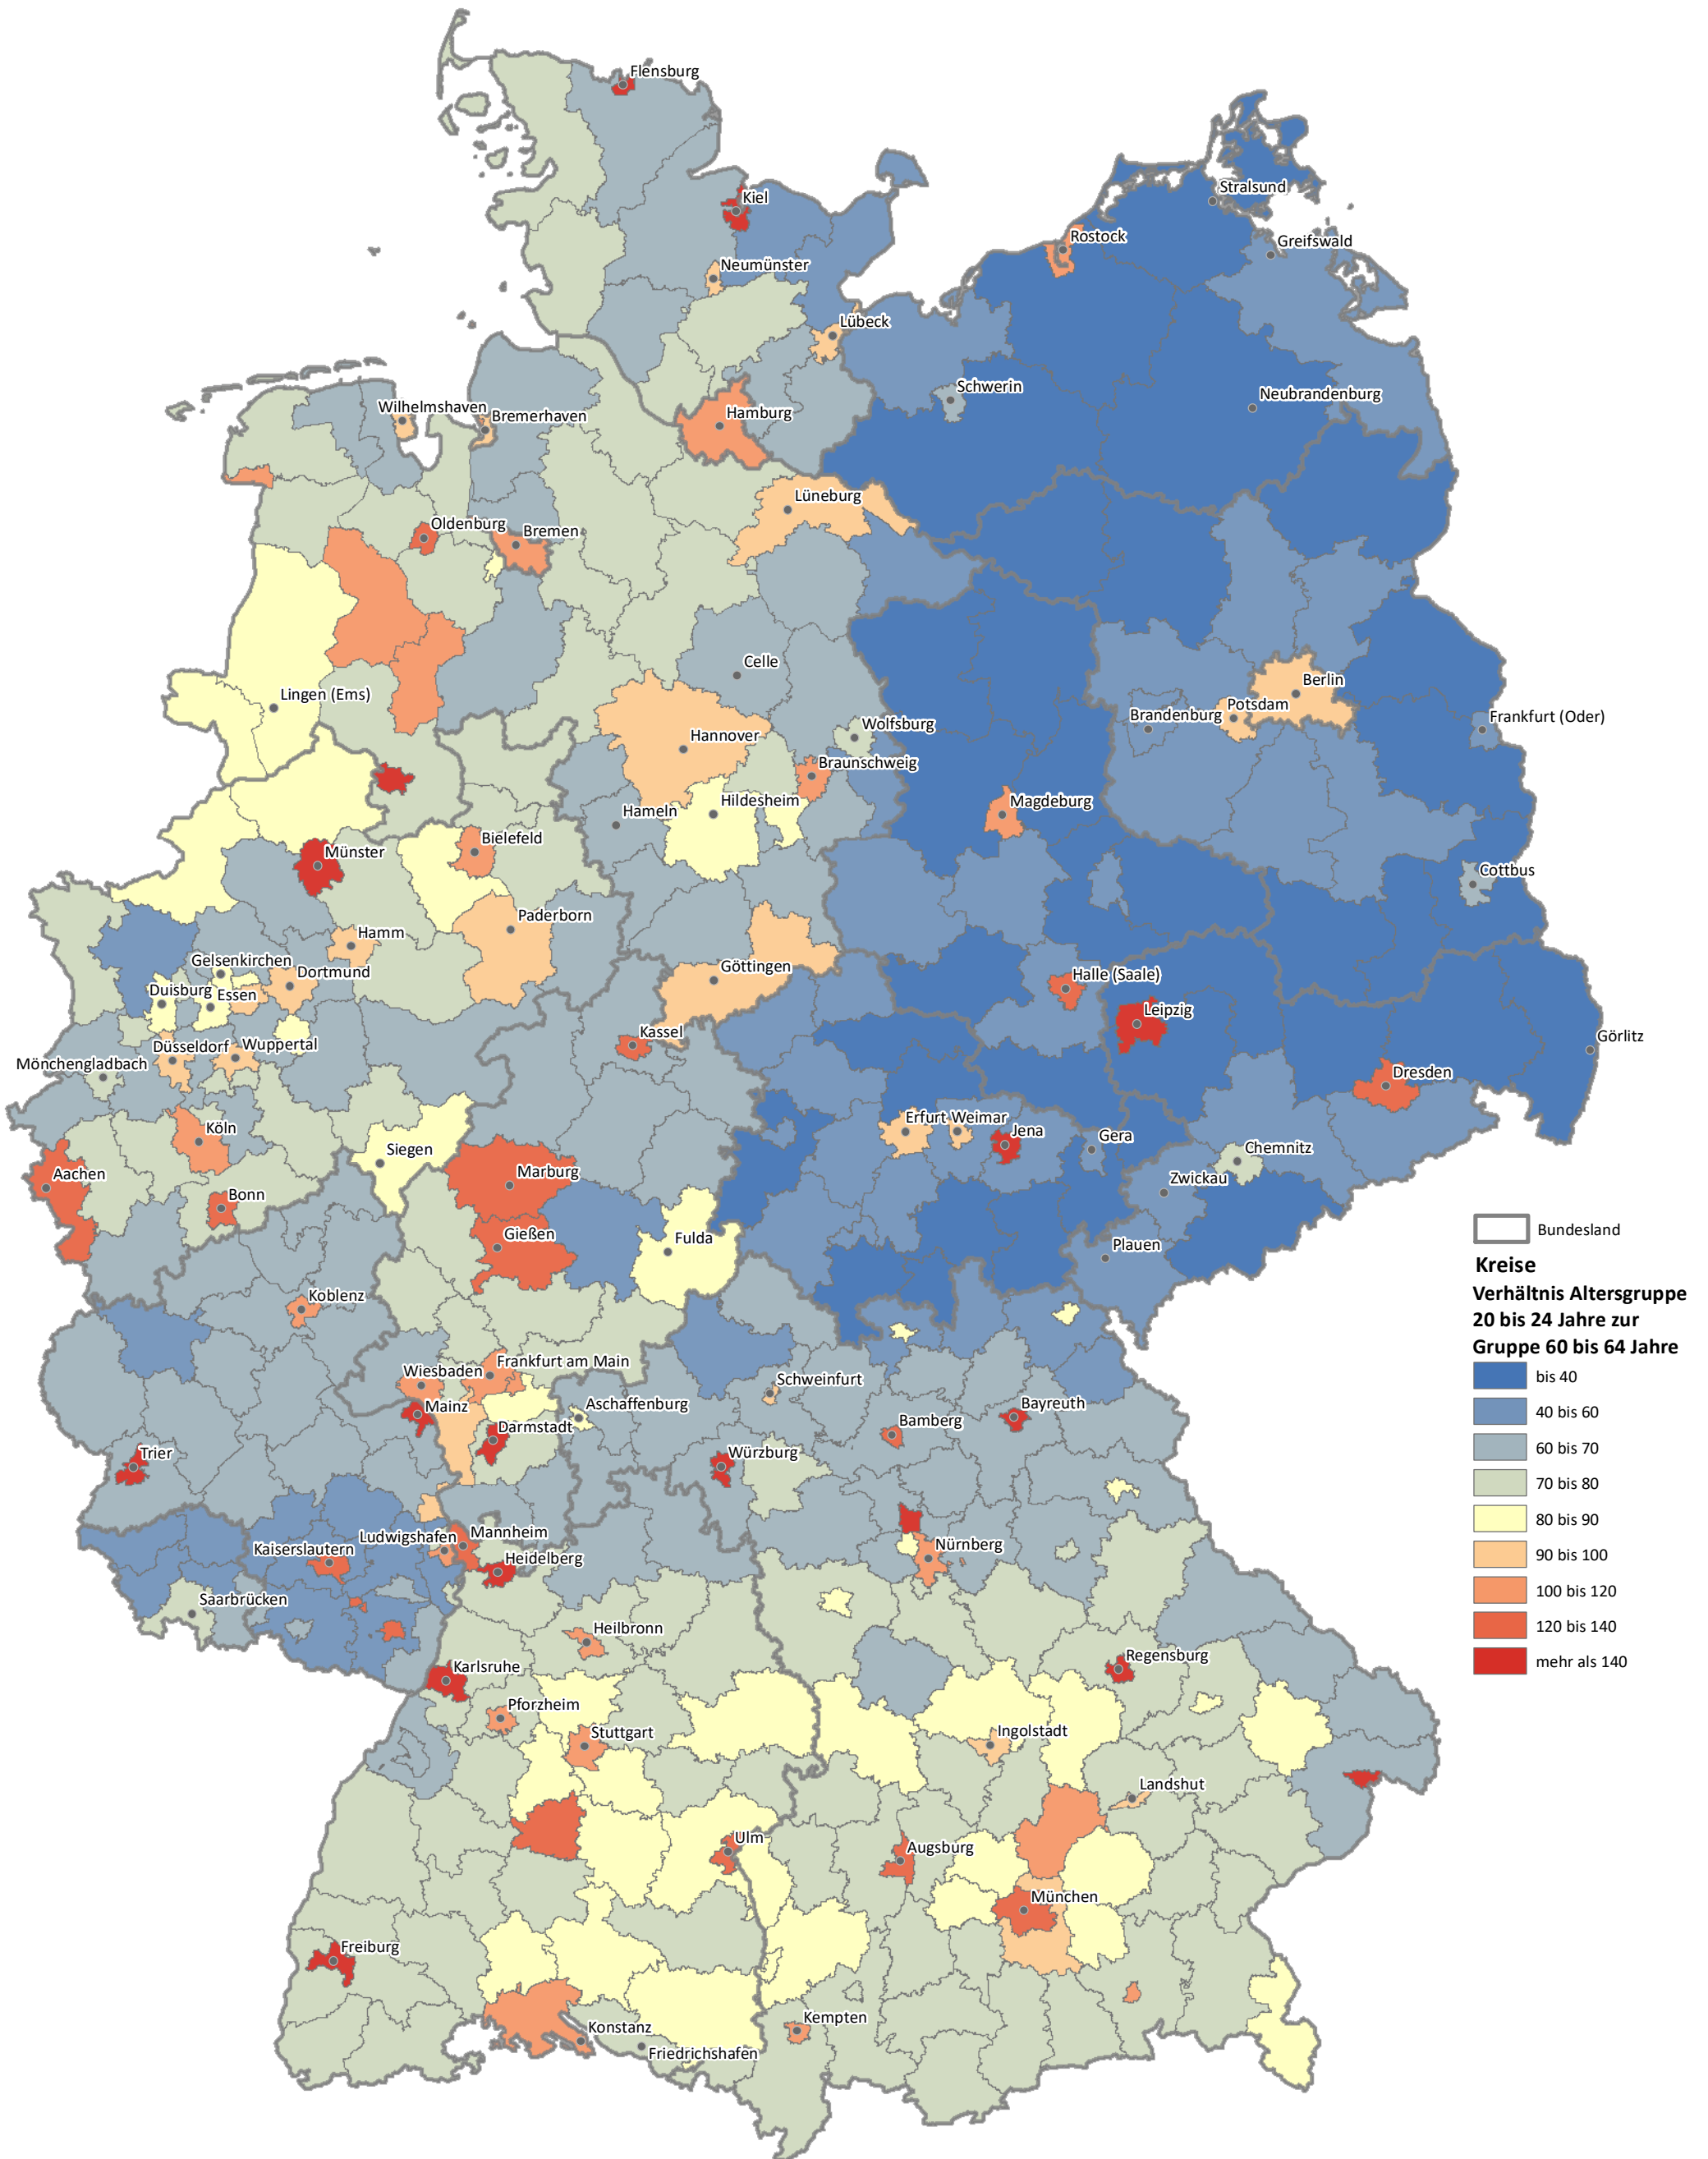 Flensburg
Kiel
Stralsund
Rostock
Greifswald
Neumünster
Lübeck
Schwerin
Neubrandenburg
Wilhelmshaven
Bremerhaven
Hamburg
Lüneburg
Oldenburg
Bremen
Celle
Lingen (Ems)
Berlin
Potsdam
Brandenburg
Frankfurt (Oder)
Wolfsburg
Hannover
Braunschweig
Hildesheim
Hameln
Magdeburg
Bielefeld
Münster
Cottbus
Paderborn
Hamm
Gelsenkirchen
Dortmund
Göttingen
Halle (Saale)
Duisburg
Essen
Leipzig
Kassel
Görlitz
Düsseldorf
Wuppertal
Mönchengladbach
Dresden
Erfurt
Weimar
Jena
Gera
Köln
Siegen
Chemnitz
Aachen
Marburg
Zwickau
Bonn
Gießen
Fulda
Plauen
Bundesland
Kreise
Verhältnis Altersgruppe
20 bis 24 Jahre zur
Gruppe 60 bis 64 Jahre
bis 40
40 bis 60
60 bis 70
70 bis 80
80 bis 90
90 bis 100
100 bis 120
120 bis 140
mehr als 140
Koblenz
Frankfurt am Main
Wiesbaden
Schweinfurt
Mainz
Aschaffenburg
Bayreuth
Bamberg
Darmstadt
Trier
Würzburg
Mannheim
Ludwigshafen
Nürnberg
Kaiserslautern
Heidelberg
Saarbrücken
Heilbronn
Karlsruhe
Regensburg
Pforzheim
Stuttgart
Ingolstadt
Landshut
Ulm
Augsburg
München
Freiburg
Kempten
Konstanz
Friedrichshafen